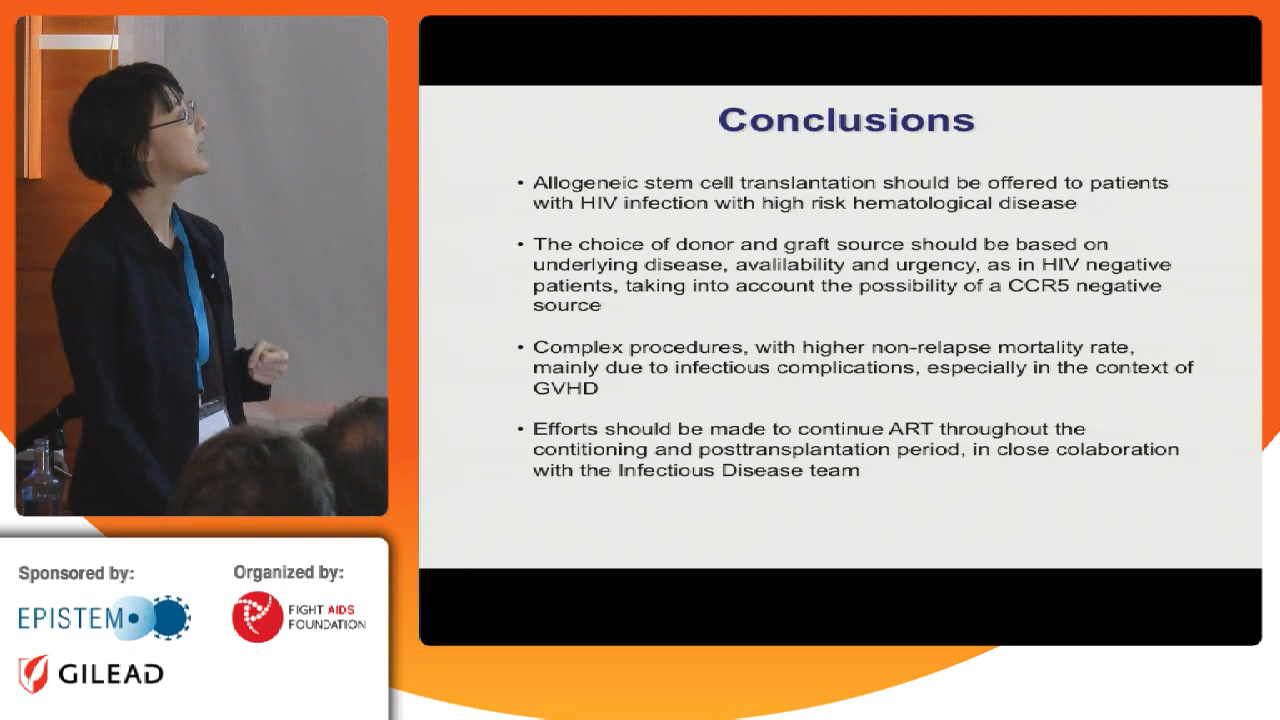 Conclusions
• Allogeneic stem cell translantation should be offered to patients
with HIV infection with high risk hematological disease
• The choice of donor and graft source should be based on
underlying disease, avalilability and urgency, as in HIV negative
patients, taking into account the possibility of a CCR5 negative
source
• Complex procedures, with higher non-relapse mortality rate,
mainly due to infectious complications, especially in the context of
GVHD
• Efforts should be made to continue ART throughout the
contitioning and posttransplantation period, in close colaboration
with the Infectious Disease team
Sponsored by:
EPISTEM
GILEAD
Organized by:
FIGHT AIDS
FOUNDATION